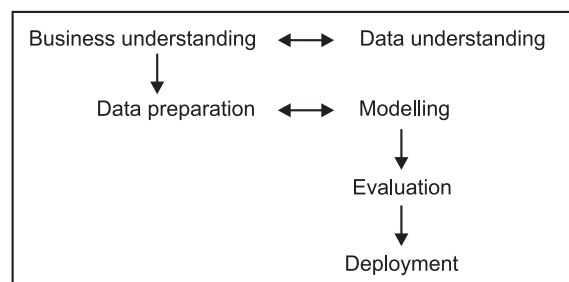 Business understanding
Data understanding
Data preparation
Modelling
Evaluation
Deployment